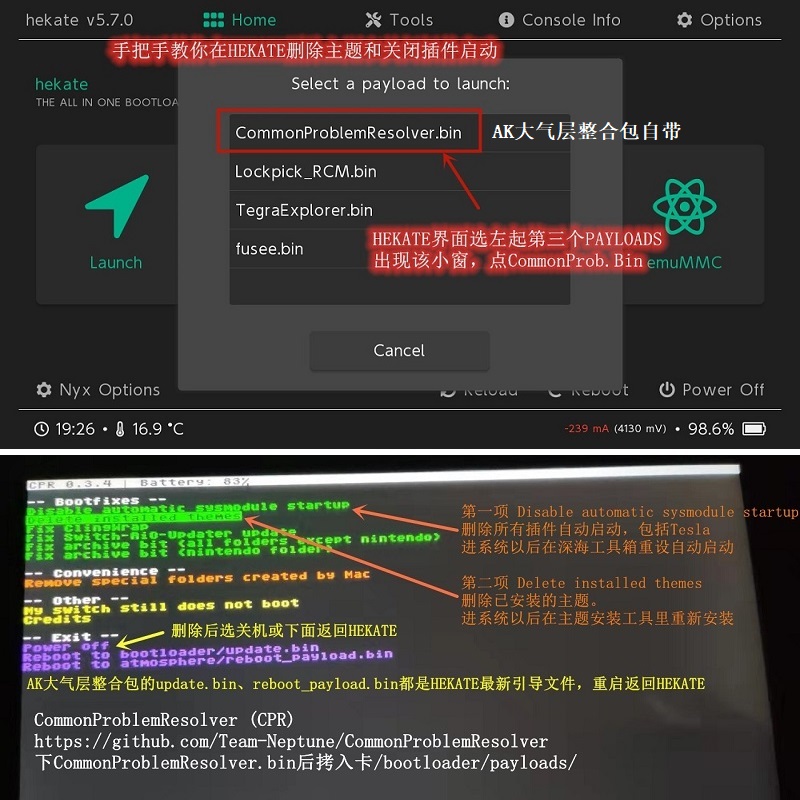 hekate v5.7.0
Home
Tools
Console Info
Options
手把手教你在HEKATE删除主题和关闭插件启动
hekate
THE ALL IN ONE BOOTLOA
Select a payload to launch:
CommonProblemResolver.bin
AK大气层整合包自带
Lockpick_RCM.bin
TegraExplorer.bin
fusee.bin
HEKATE界面选左起第三个PAYLOADS
出现该小窗，点CommonProb.Bin
Launch
emuMMC
Cancel
Nyx Options
Reload
Reboot
Power Off
19:26 • 16.9 °C
-239 mA (4130 mV) • 98.6%
CPR 0.3.4 | Battery: 83%
-- Bootfixes --
Disable automatic sysmodule startup
Delete installed themes
Fix ClingWrap
Fix Switch-AiO-Updater update
Fix archive bit (all folders except nintendo)
Fix archive bit (nintendo folder)
-- Convenience --
Remove special folders created by Mac
-- Other --
My switch still does not boot
Credits
-- Exit --
Power off
Reboot to bootloader/update.bin
Reboot to atmosphere/reboot_payload.bin
第一项 Disable automatic sysmodule startup
删除所有插件自动启动，包括Tesla
进系统以后在深海工具箱重设自动启动
第二项 Delete installed themes
删除已安装的主题。
进系统以后在主题安装工具里重新安装
删除后选关机或下面返回HEKATE
AK大气层整合包的update.bin、reboot_payload.bin都是HEKATE最新引导文件，重启返回HEKATE
CommonProblemResolver (CPR)
https://github.com/Team-Neptune/CommonProblemResolver
下CommonProblemResolver.bin后拷入卡/bootloader/payloads/